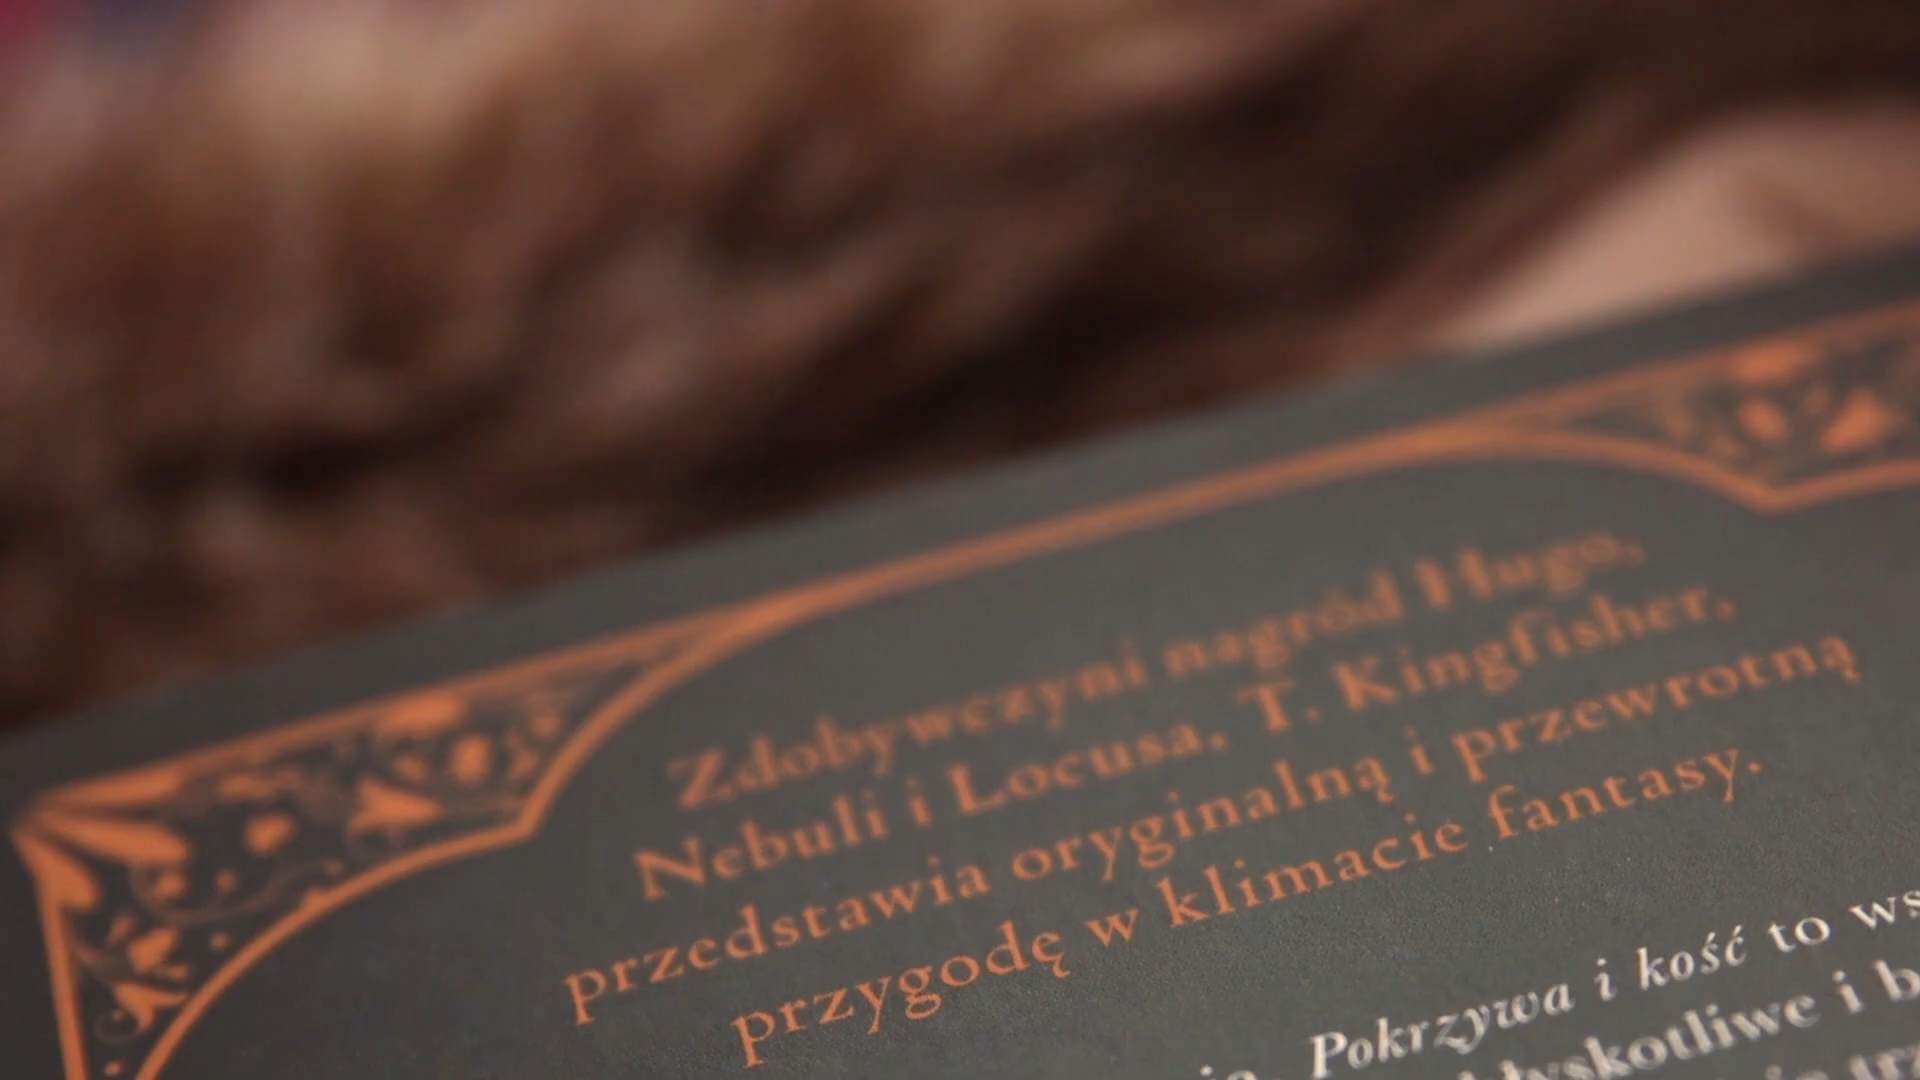 Zdobywczyni nagród Hugo,
Nebuli i Locusa, T. Kingfisher,
przedstawia oryginalną i przewrotną
przygodę w klimacie fantasy.
Pokrzywa i kość to
i